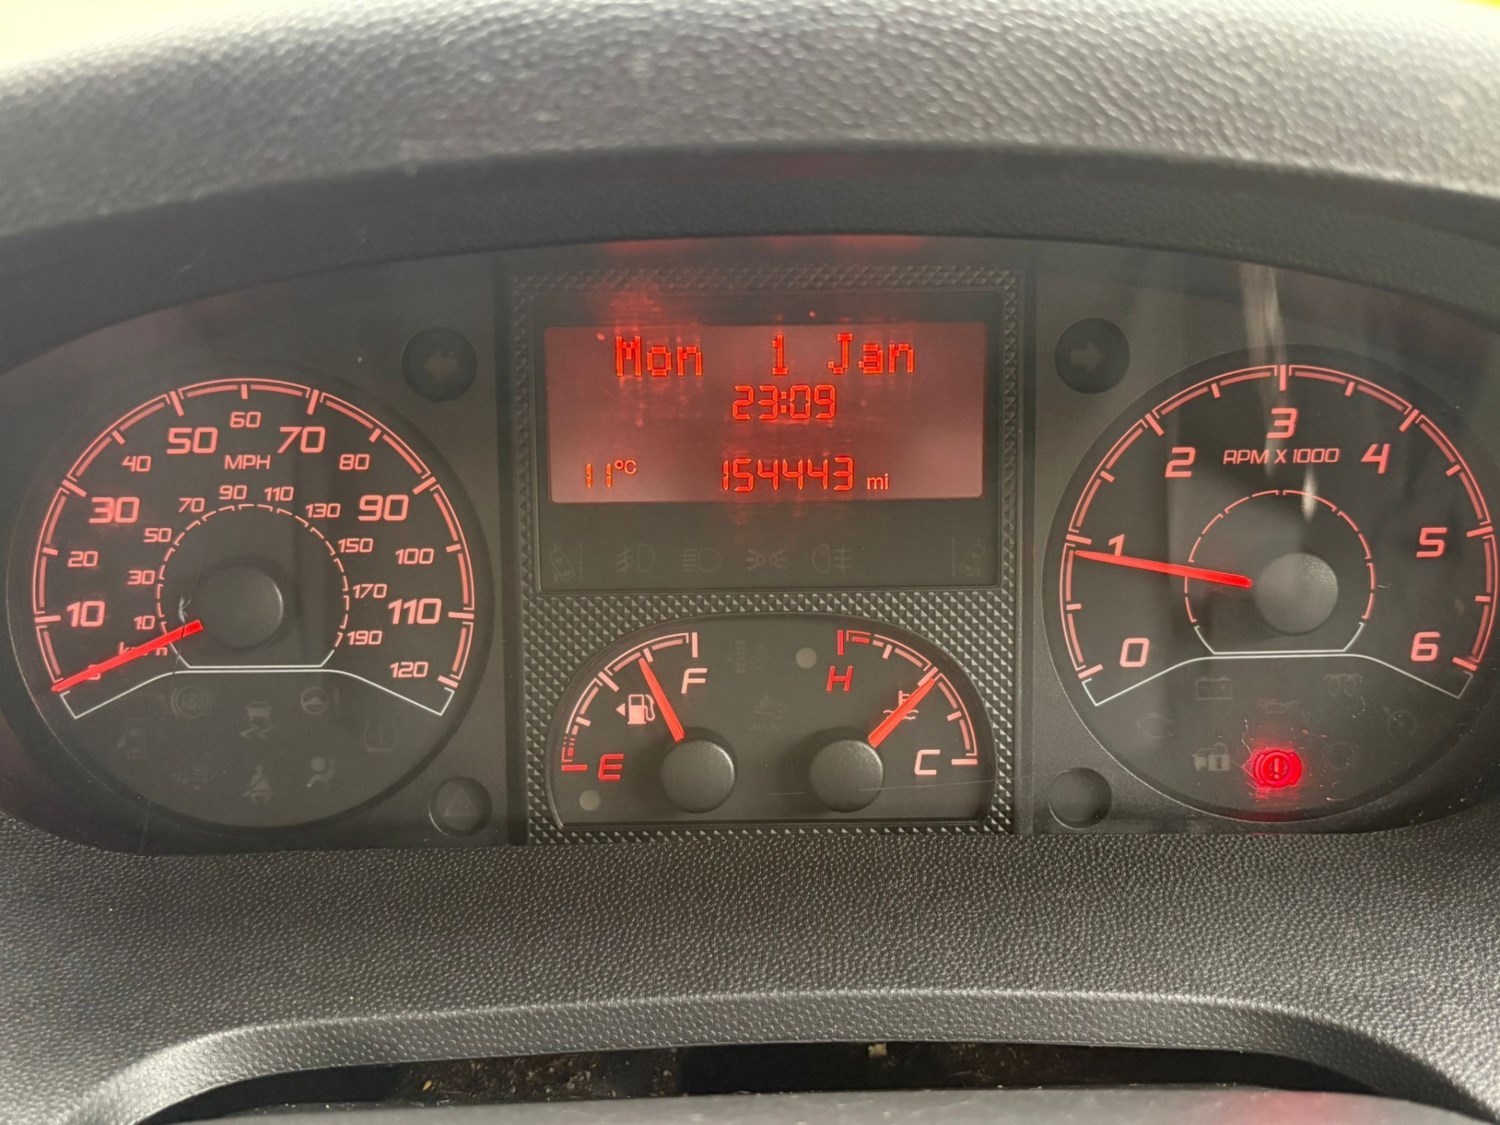 Mon 1 Jan
23:09
11°C 154443 mi
0 10 20 30 40 50 60 70 80 90 100 110 120
MPH
10 30 50 70 90 110 130 150 170 190
km/h
E F
H C
0 1 2 3 4 5 6
RPM X 1000